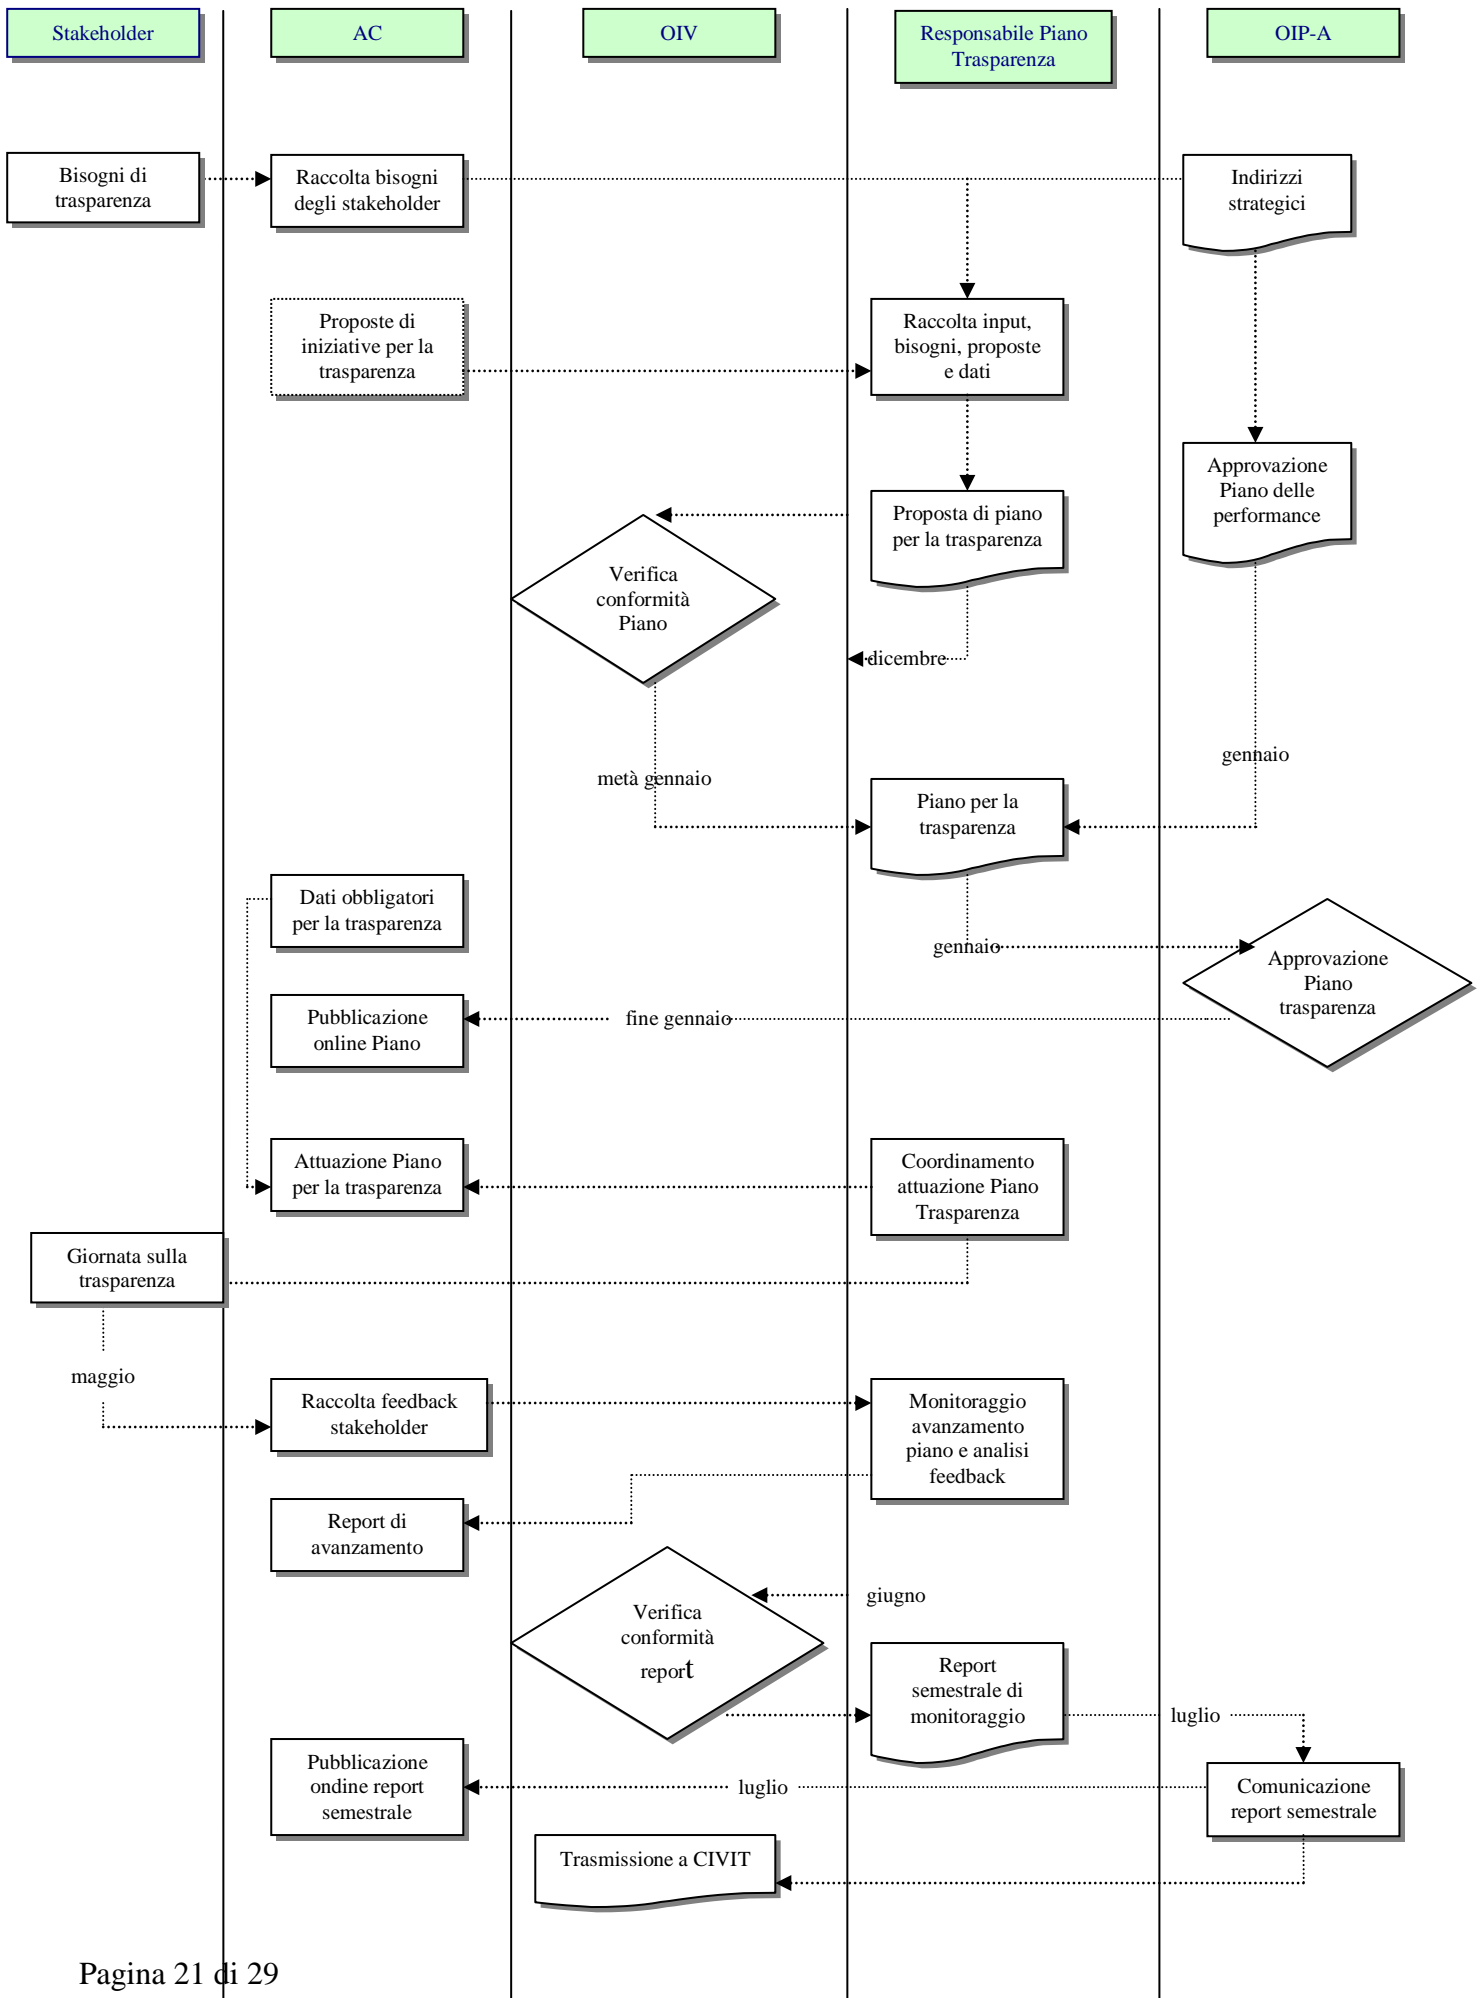 Stakeholder
AC
OIV
Responsabile Piano
Trasparenza
OIP-A
Bisogni di
trasparenza
Raccolta bisogni
degli stakeholder
Indirizzi
strategici
Proposte di
iniziative per la
trasparenza
Raccolta input,
bisogni, proposte
e dati
Approvazione
Piano delle
performance
Proposta di piano
per la trasparenza
Verifica
conformità
Piano
dicembre
gennaio
metà gennaio
Piano per la
trasparenza
Dati obbligatori
per la trasparenza
gennaio
Approvazione
Piano
trasparenza
Pubblicazione
online Piano
fine gennaio
Attuazione Piano
per la trasparenza
Coordinamento
attuazione Piano
Trasparenza
Giornata sulla
trasparenza
maggio
Raccolta feedback
stakeholder
Monitoraggio
avanzamento
piano e analisi
feedback
Report di
avanzamento
giugno
Verifica
conformità
report
Report
semestrale di
monitoraggio
luglio
Pubblicazione
ondine report
semestrale
luglio
Comunicazione
report semestrale
Trasmissione a CIVIT
Pagina 21 di 29